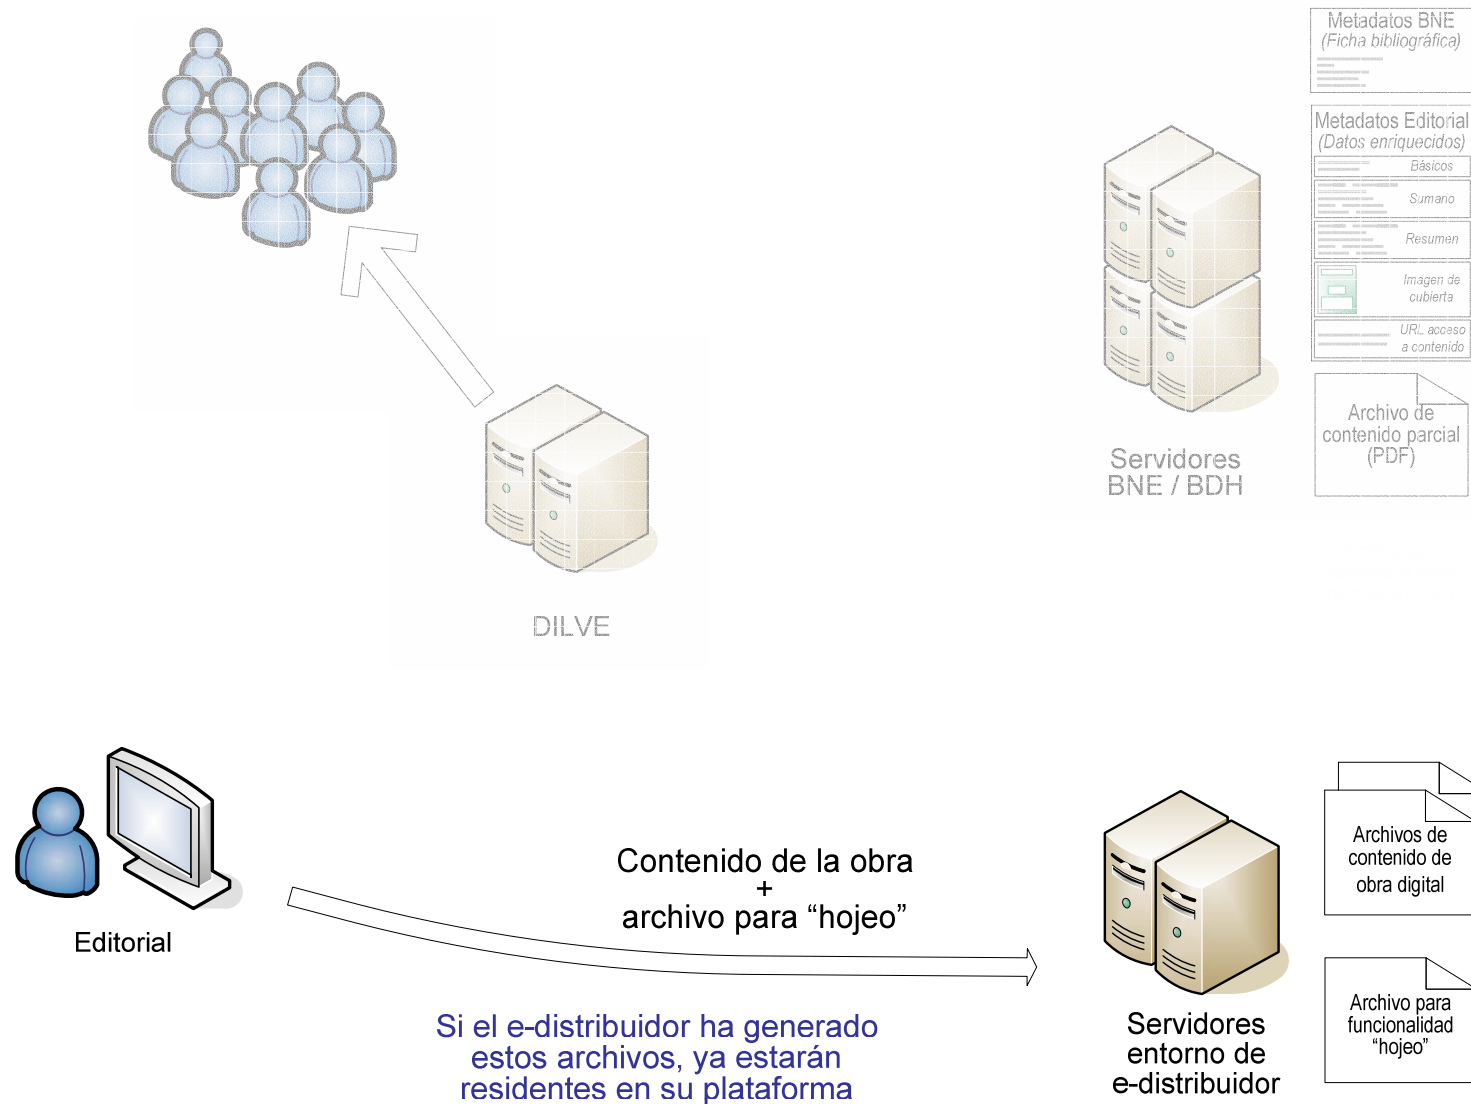 Metadatos BNE
(Ficha bibliográfica)
Metadatos Editorial
(Datos enriquecidos)
Básicos
Sumario
Resumen
Imagen de
cubierta
URL acceso
a contenido
Archivo de
contenido parcial
(PDF)
Servidores
BNE / BDH
DILVE
Editorial
Contenido de la obra
+
archivo para “hojeo”
Si el e-distribuidor ha generado
estos archivos, ya estarán
residentes en su plataforma
Servidores
entorno de
e-distribuidor
Archivos de
contenido de
obra digital
Archivo para
funcionalidad
“hojeo”